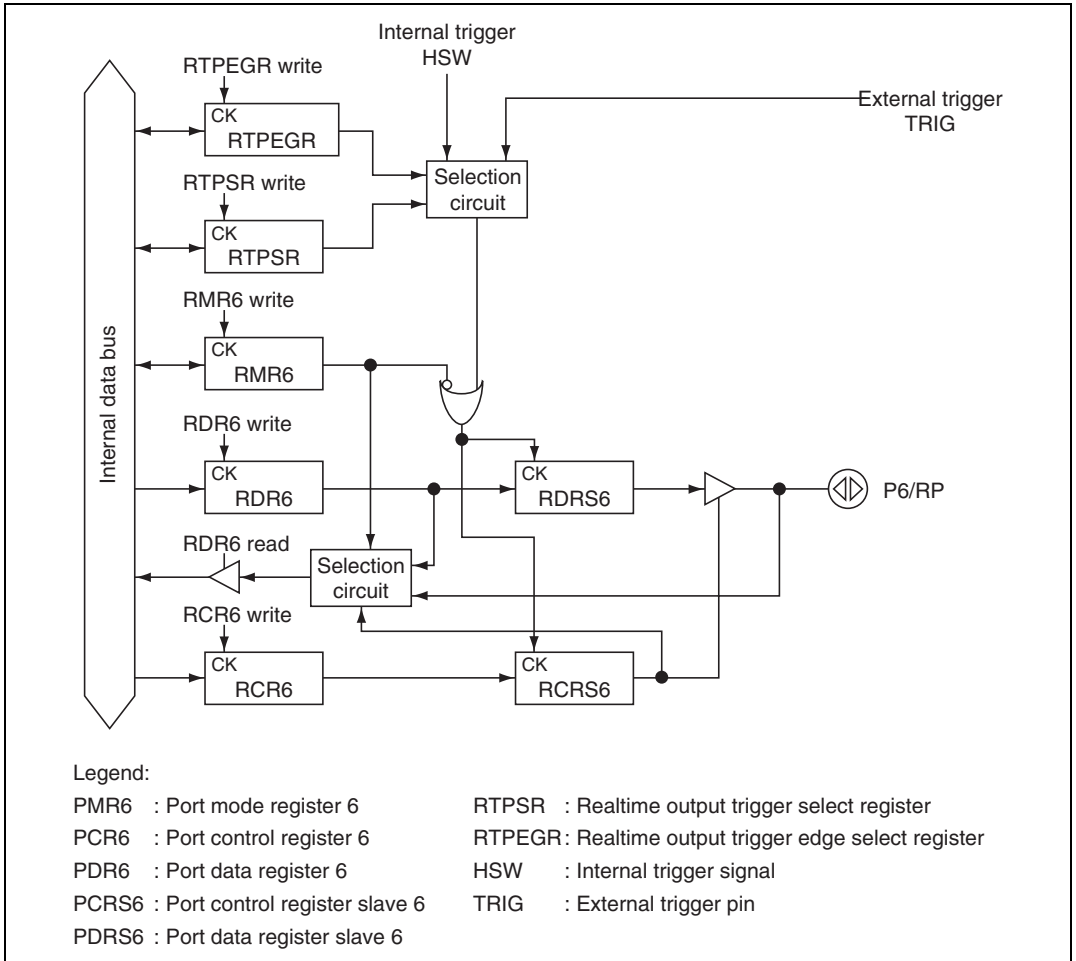 Internal trigger
HSW
External trigger
TRIG
RTPEGR write
CK
RTPEGR
Selection
circuit
RTPSR write
CK
RTPSR
RMR6 write
CK
RMR6
Internal data bus
RDR6 write
CK
RDR6
CK
RDRS6
P6/RP
RDR6 read
Selection
circuit
RCR6 write
CK
RCR6
CK
RCRS6
Legend:
PMR6 : Port mode register 6
PCR6 : Port control register 6
PDR6 : Port data register 6
PCRS6 : Port control register slave 6
PDRS6 : Port data register slave 6
RTPSR : Realtime output trigger select register
RTPEGR : Realtime output trigger edge select register
HSW : Internal trigger signal
TRIG : External trigger pin